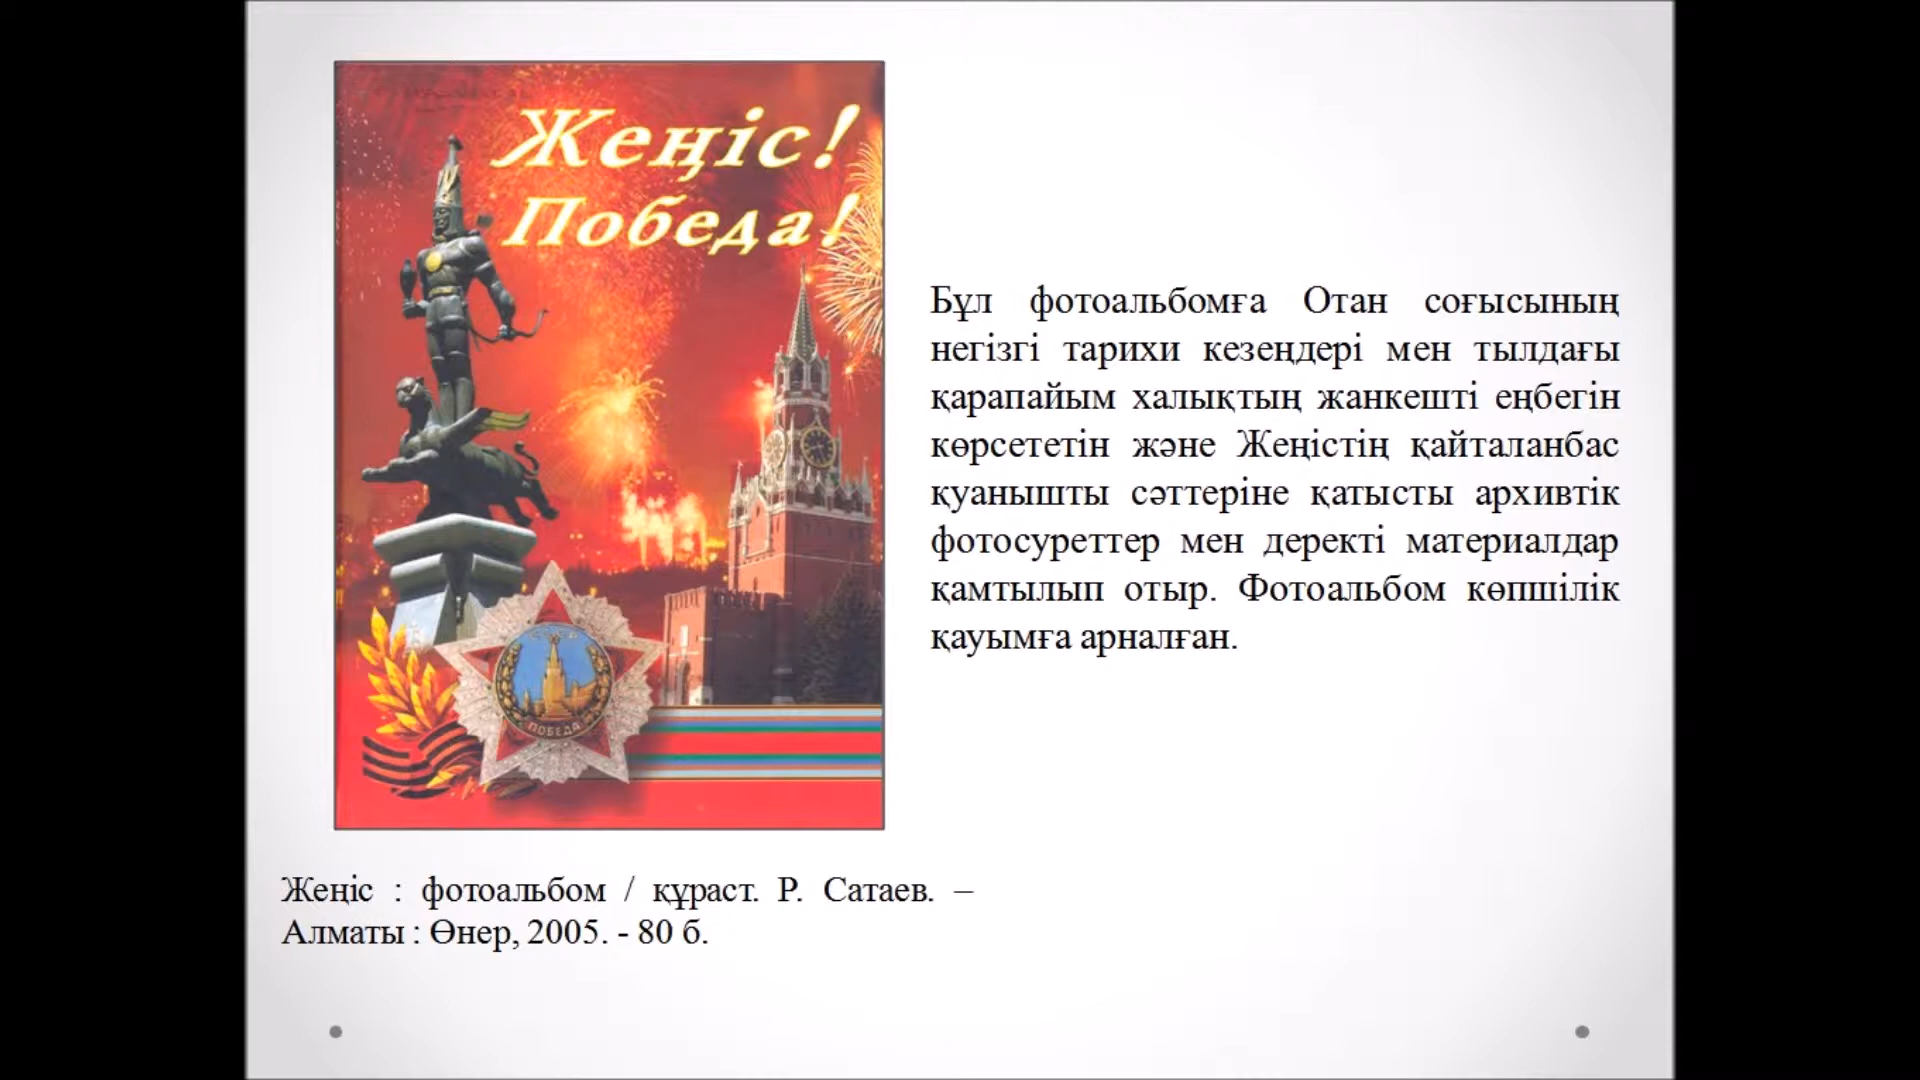 Жеңіс!
Победа!
ПОБЕДА
Бұл фотоальбомға Отан соғысының
негізгі тарихи кезеңдері мен тылдағы
қарапайым халықтың жанкешті еңбегін
көрсететін және Жеңістің қайталанбас
қуанышты сәттеріне қатысты архивтік
фотосуреттер мен деректі материалдар
қамтылып отыр. Фотоальбом көпшілік
қауымға арналған.
Жеңіс : фотоальбом / құраст. Р. Сатаев. –
Алматы : Өнер, 2005. - 80 б.